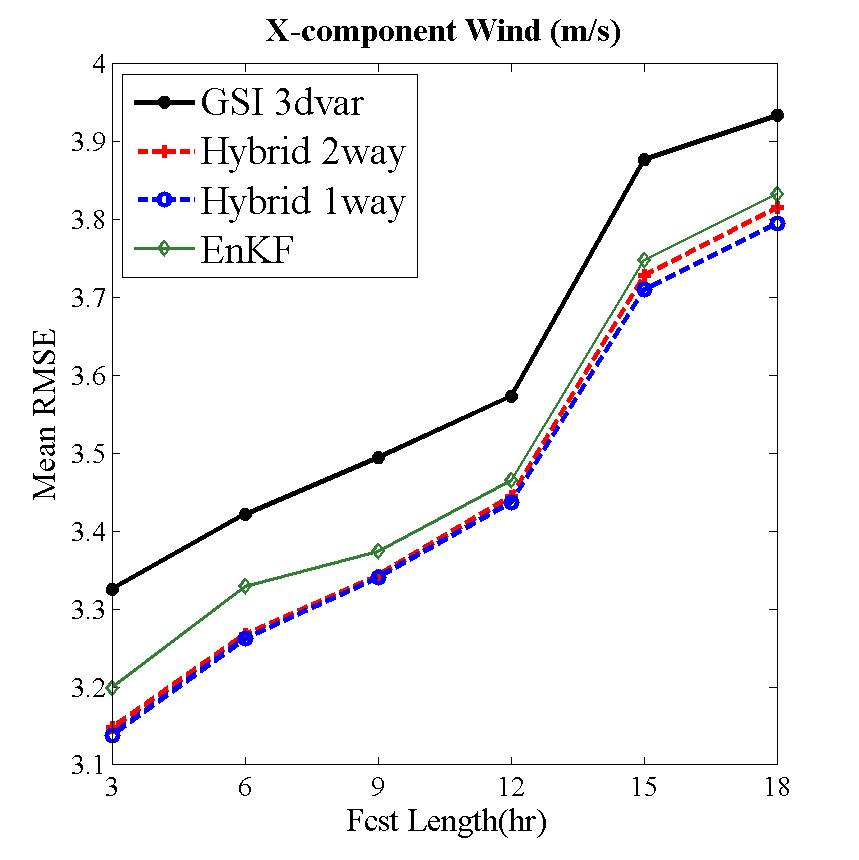 X-component Wind (m/s)
GSI 3dvar
Hybrid 2way
Hybrid 1way
EnKF
4
3.9
3.8
3.7
3.6
3.5
3.4
3.3
3.2
3.1
Mean RMSE
3 6 9 12 15 18
Fcst Length(hr)